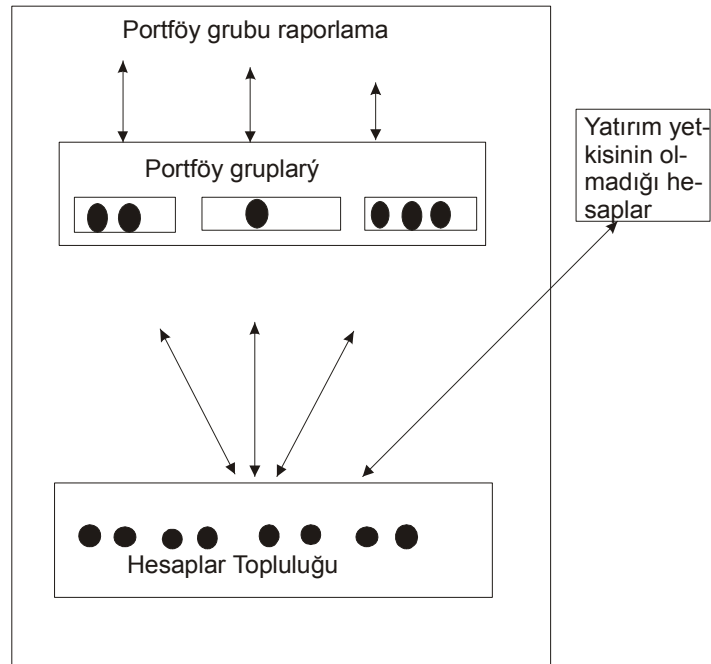 Portföy grubu raporlama
Portföy gruplarý
Yatırım yet-
kisinin ol-
madığı he-
saplar
Hesaplar Topluluğu